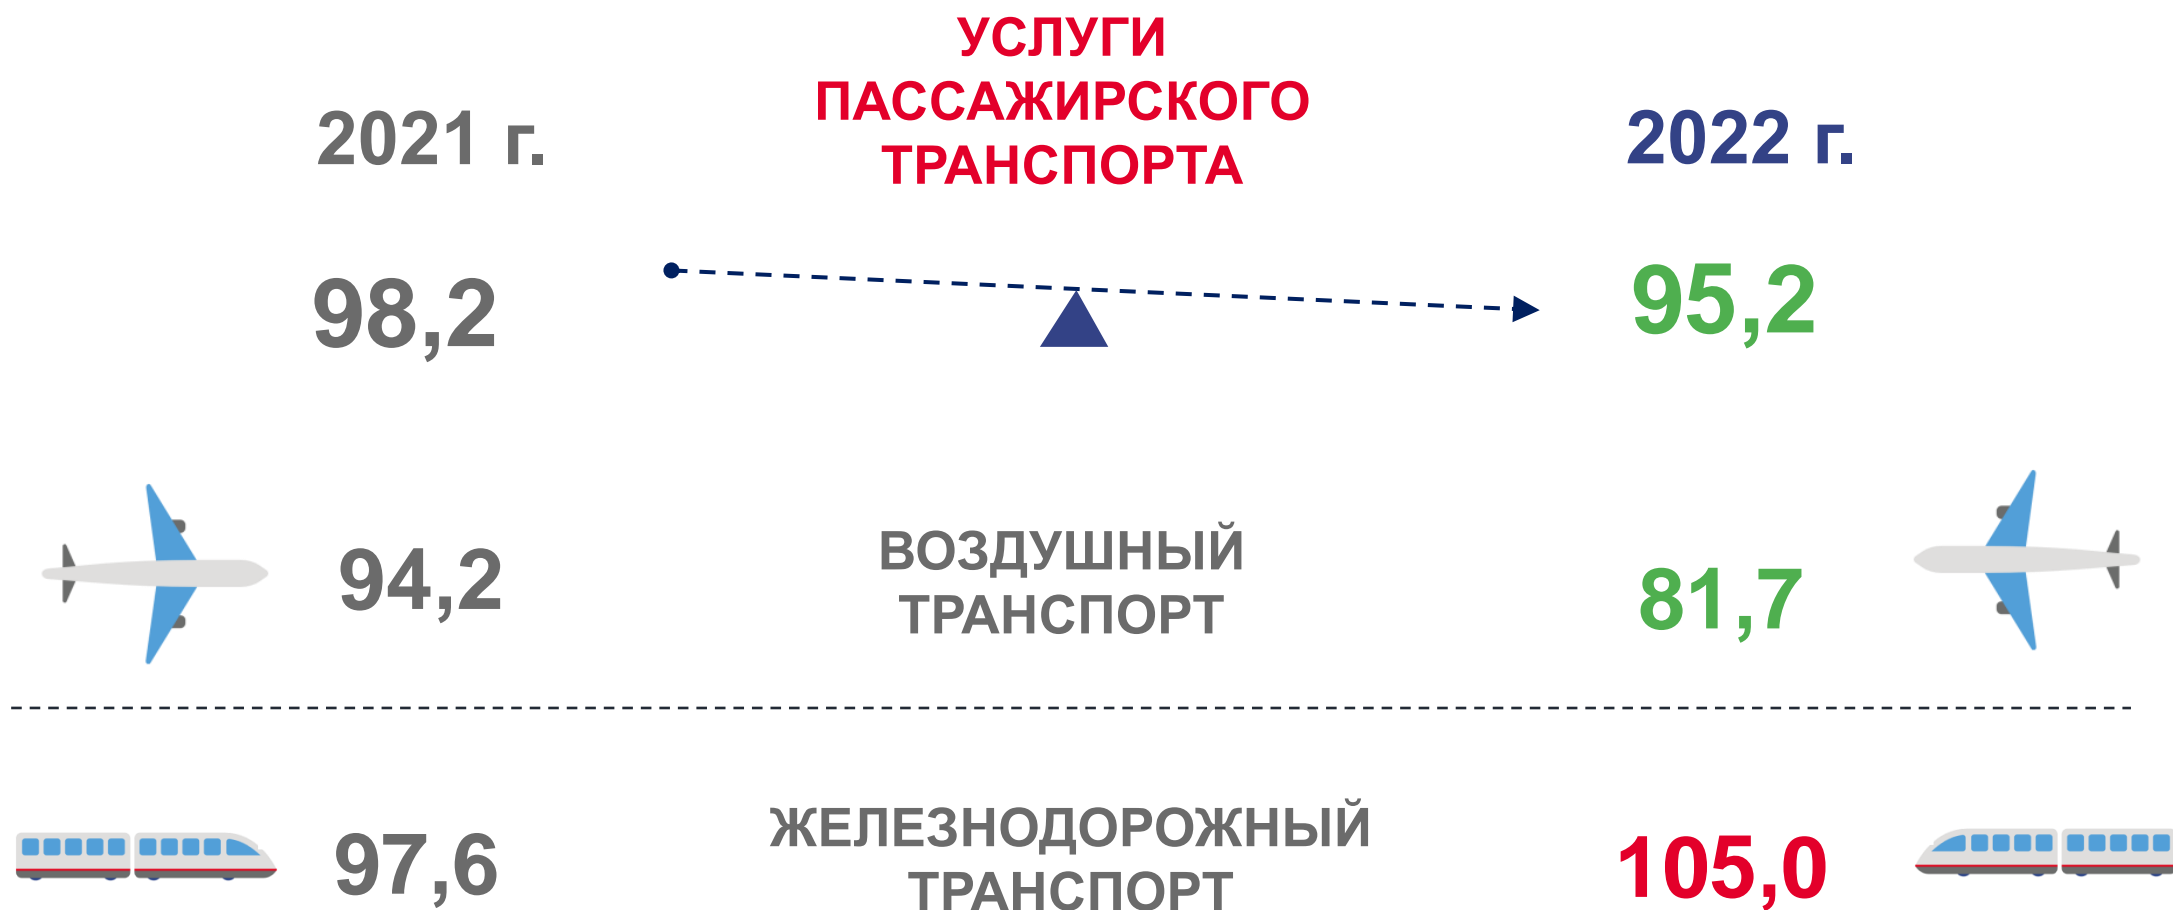 УСЛУГИ
ПАССАЖИРСКОГО
ТРАНСПОРТА
2021 г.
2022 г.
98,2
95,2
94,2
ВОЗДУШНЫЙ
ТРАНСПОРТ
81,7
97,6
ЖЕЛЕЗНОДОРОЖНЫЙ
ТРАНСПОРТ
105,0